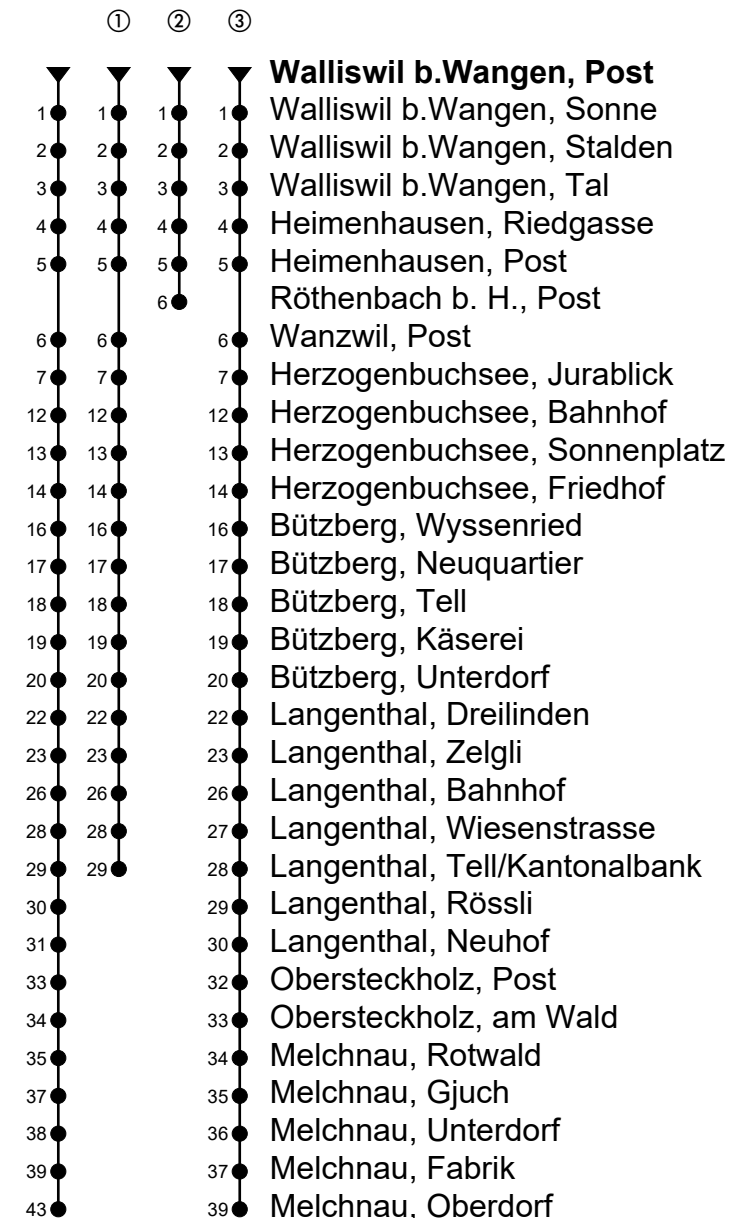 ① ② ③
Walliswil b.Wangen, Post
1 1 1 1 Walliswil b.Wangen, Sonne
2 2 2 2 Walliswil b.Wangen, Stalden
3 3 3 3 Walliswil b.Wangen, Tal
4 4 4 4 Heimenhausen, Riedgasse
5 5 5 5 Heimenhausen, Post
6 Röthenbach b. H., Post
6 6 6 Wanzwil, Post
7 7 7 Herzogenbuchsee, Jurablick
12 12 12 Herzogenbuchsee, Bahnhof
13 13 13 Herzogenbuchsee, Sonnenplatz
14 14 14 Herzogenbuchsee, Friedhof
16 16 16 Bützberg, Wyssenried
17 17 17 Bützberg, Neuquartier
18 18 18 Bützberg, Tell
19 19 19 Bützberg, Käserei
20 20 20 Bützberg, Unterdorf
22 22 22 Langenthal, Dreilinden
23 23 23 Langenthal, Zelgli
26 26 26 Langenthal, Bahnhof
28 28 27 Langenthal, Wiesenstrasse
29 29 28 Langenthal, Tell/Kantonalbank
30 29 Langenthal, Rössli
31 30 Langenthal, Neuhof
33 32 Obersteckholz, Post
34 33 Obersteckholz, am Wald
35 34 Melchnau, Rotwald
37 35 Melchnau, Gjuch
38 36 Melchnau, Unterdorf
39 37 Melchnau, Fabrik
43 39 Melchnau, Oberdorf